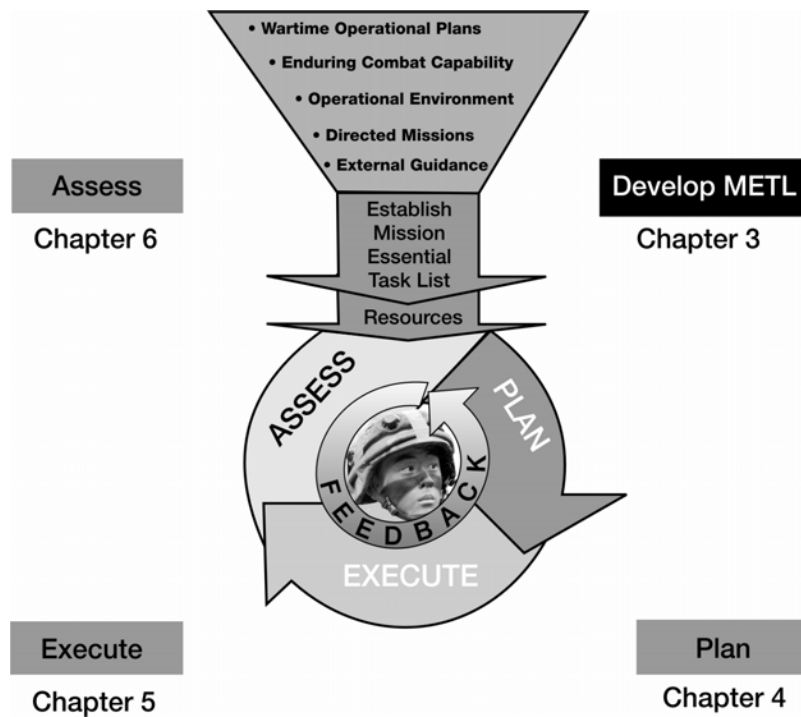 • Wartime Operational Plans
• Enduring Combat Capability
• Operational Environment
• Directed Missions
• External Guidance
Assess
Chapter 6
Develop METL
Chapter 3
Establish
Mission
Essential
Task List
Resources
ASSESS
PLAN
FEEDBACK
EXECUTE
Execute
Chapter 5
Plan
Chapter 4